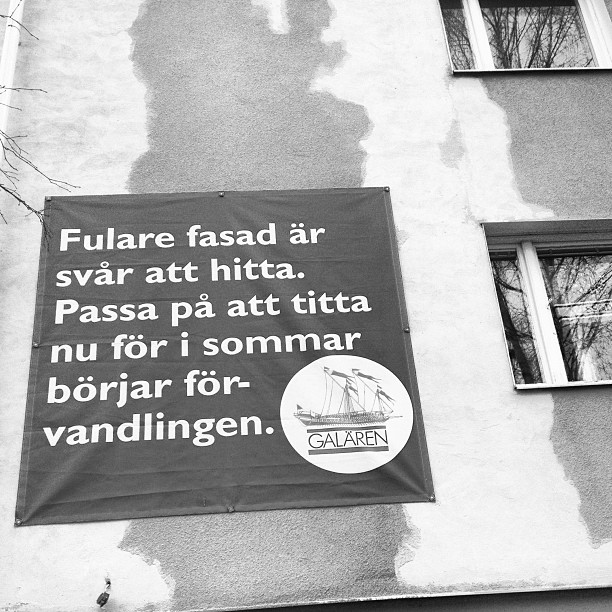 Fulare fasad är
svår att hitta.
Passa på att titta
nu för i sommar
börjar för-
vandlingen.
GALÄREN